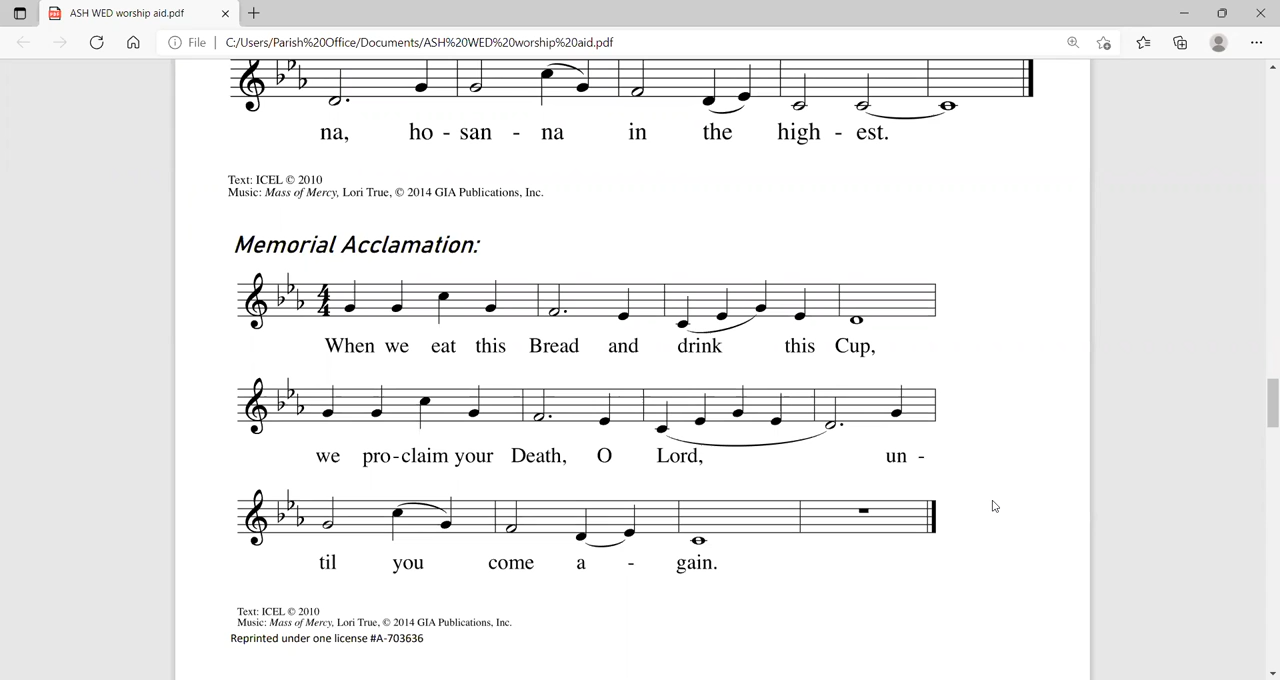 ASH WED worship aid.pdf
File | C:/Users/Parish%20Office/Documents/ASH%20WED%20worship%20aid.pdf
na, ho - san - na in the high - est.
Text: ICEL © 2010
Music: Mass of Mercy, Lori True, © 2014 GIA Publications, Inc.
Memorial Acclamation:
4
4
When we eat this Bread and drink this Cup,
we pro-claim your Death, O Lord, un -
til you come a - gain.
Text: ICEL © 2010
Music: Mass of Mercy, Lori True, © 2014 GIA Publications, Inc.
Reprinted under one license #A-703636